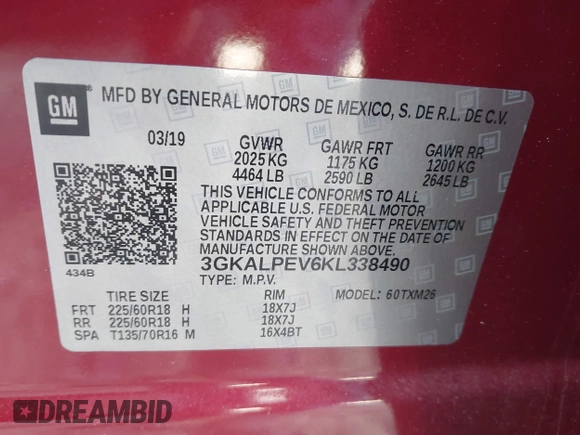 GM
MFD BY GENERAL MOTORS DE MEXICO, S. DE R.L. DE C.V.
03/19 GVWR GAWR FRT GAWR RR
2025 KG 1175 KG 1200 KG
4464 LB 2590 LB 2645 LB
THIS VEHICLE CONFORMS TO ALL
APPLICABLE U.S. FEDERAL MOTOR
VEHICLE SAFETY AND THEFT PREVENTION
STANDARDS IN EFFECT ON THE DATE OF
MANUFACTURE SHOWN ABOVE.
434B
3GKALPEV6KL338490
TYPE: M.P.V.
MODEL: 60TXM26
TIRE SIZE RIM
FRT 225/60R18 H 18X7J
RR 225/60R18 H 18X7J
SPA T135/70R16 M 16X4BT
DREAMBID